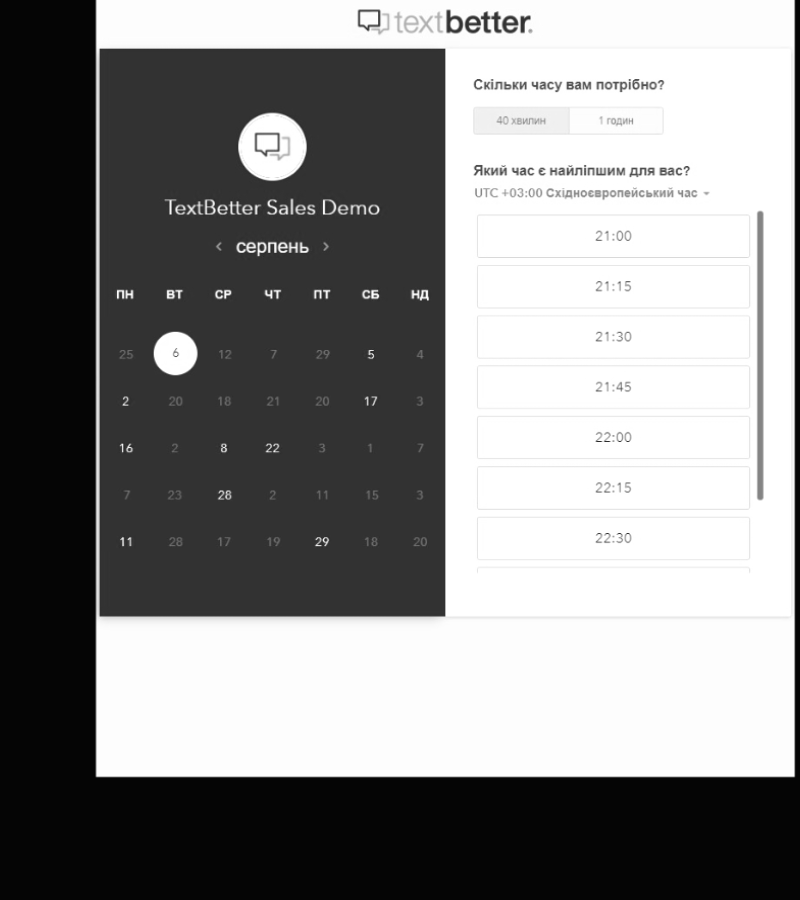 textbetter.
TextBetter Sales Demo
серпень
ПН ВТ СР ЧТ ПТ СБ НД
25 6 12 7 29 5 4
2 20 18 21 20 17 3
16 2 8 22 3 1 7
7 23 28 2 11 15 3
11 28 17 19 29 18 20
Скільки часу вам потрібно?
40 хвилин 1 годин
Який час є найліпшим для вас?
UTC +03:00 Східноєвропейський час
21:00
21:15
21:30
21:45
22:00
22:15
22:30